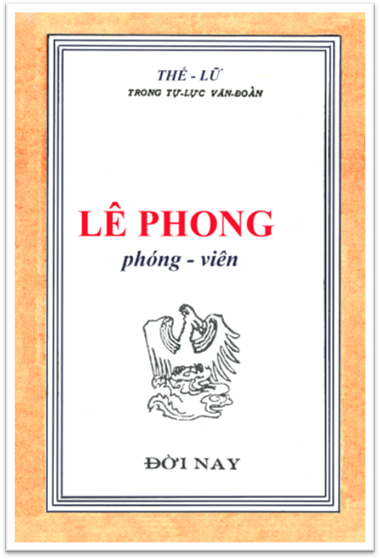 THẾ - LỮ
TRONG TỰ-LỰC VĂN-ĐOÀN
LÊ PHONG
phóng - viên
ĐỜI NAY